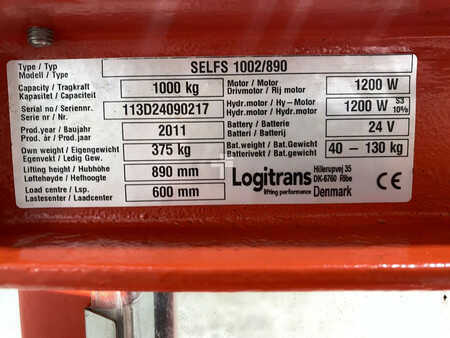 Type / Typ
Modell / Type
SELFS 1002/890
Capacity / Tragkraft
Kapasitet / Capaciteit
1000 kg
Motor / Motor
Drivmotor / Rij motor
1200 W
Serial no / Seriennr.
Serie nr / Nr.
113D24090217
Hydr.motor / Hy-Motor
Hydr.motor / Hydr.motor
1200 W S3 10%
Prod.year / Baujahr
Prod.år / Bouwjaar
2011
Battery / Batterie
Batteri / Batterij
24 V
Own weight / Eigengewicht
Egenvekt / Ledig Gew.
375 kg
Bat.weight / Bat.Gewicht
Batterivekt / Bat.Gewicht
40 – 130 kg
Lifting height / Hubhöhe
Løftehøyde / Hefhoogte
890 mm
Load centre / Lsp.
Lastesenter / Laadcenter
600 mm
Logitrans
lifting performance
Hillerupvej 35
DK-6760 Ribe
Denmark
CE